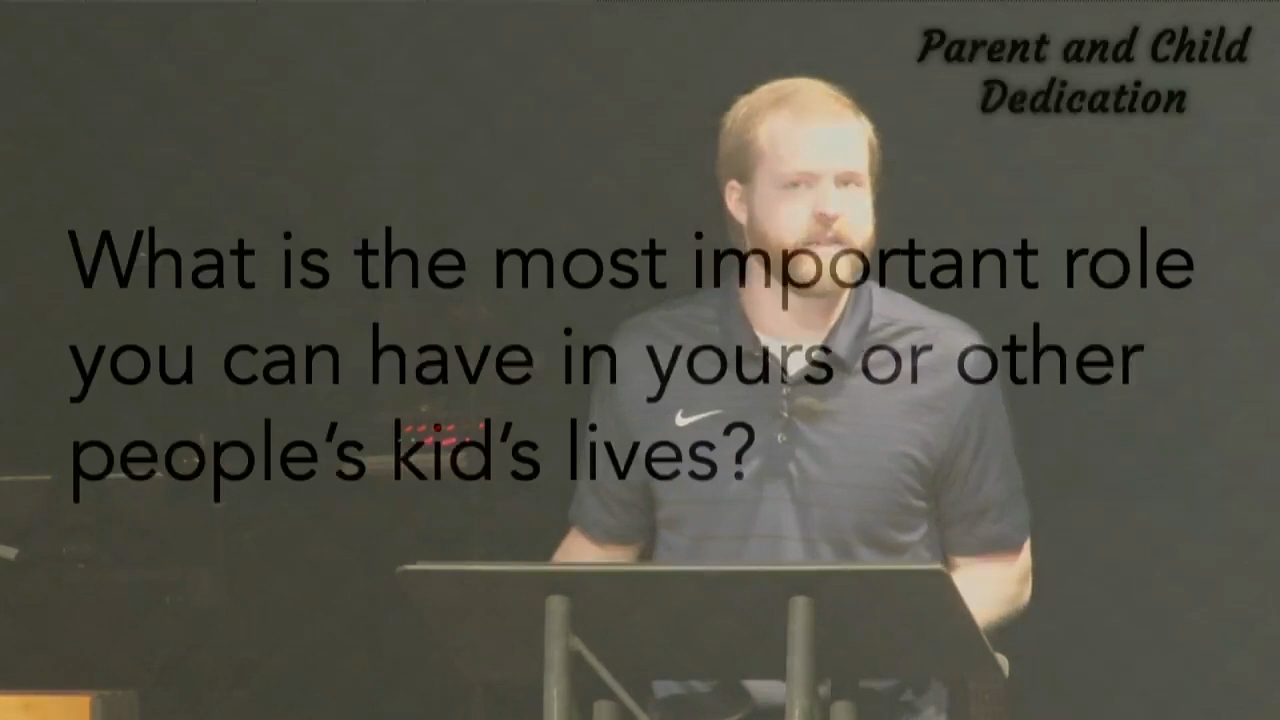 Parent and Child
Dedication
What is the most important role
you can have in yours or other
people’s kid’s lives?